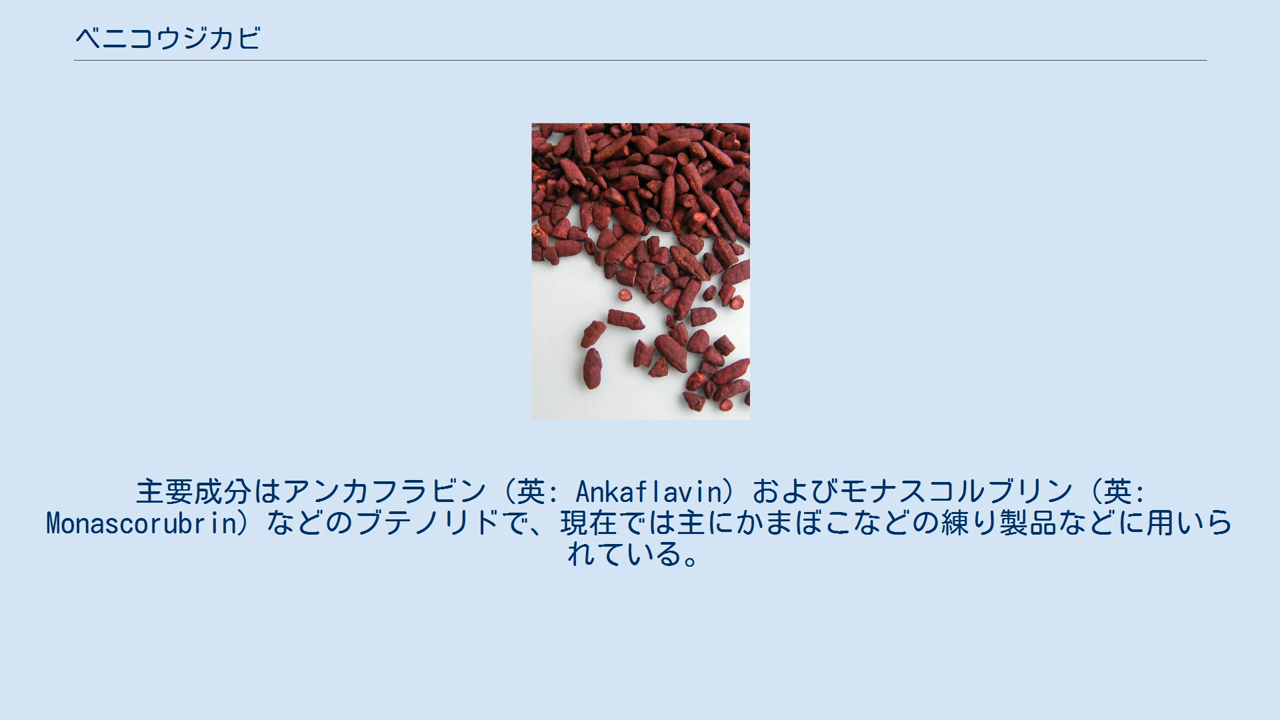 ベニコウジカビ
主要成分はアンカフラビン（英: Ankaflavin）およびモナスコルブリン（英:
Monascorubrin）などのブテノリドで、現在では主にかまぼこなどの練り製品などに用いら
れている。